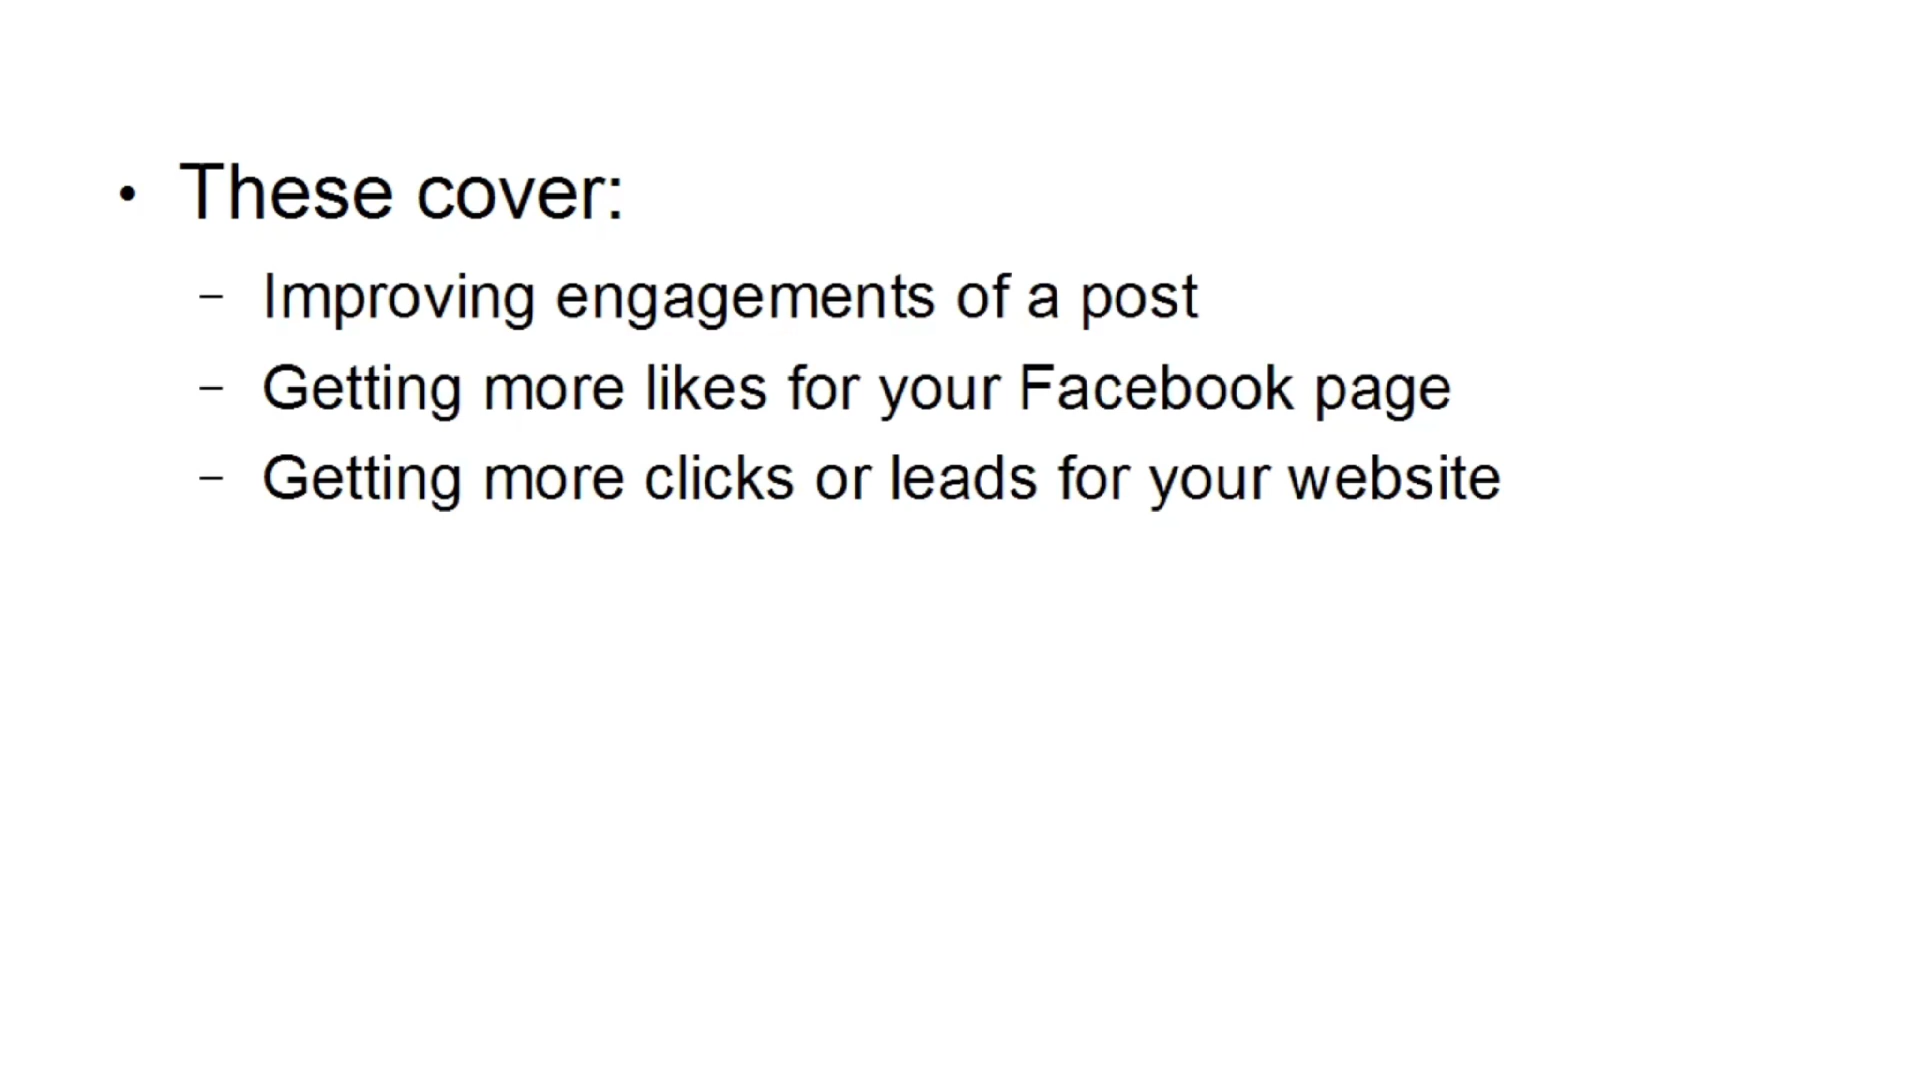 • These cover:
– Improving engagements of a post
– Getting more likes for your Facebook page
– Getting more clicks or leads for your website